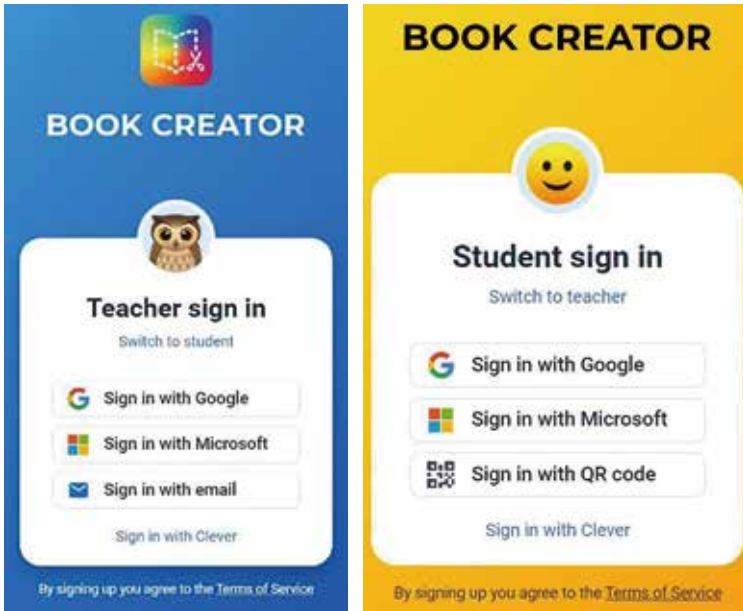 BOOK CREATOR
Teacher sign in
Switch to student
Sign in with Google
Sign in with Microsoft
Sign in with email
Sign in with Clever
By signing up you agree to the Terms of Service
BOOK CREATOR
Student sign in
Switch to teacher
Sign in with Google
Sign in with Microsoft
Sign in with QR code
Sign in with Clever
By signing up you agree to the Terms of Service